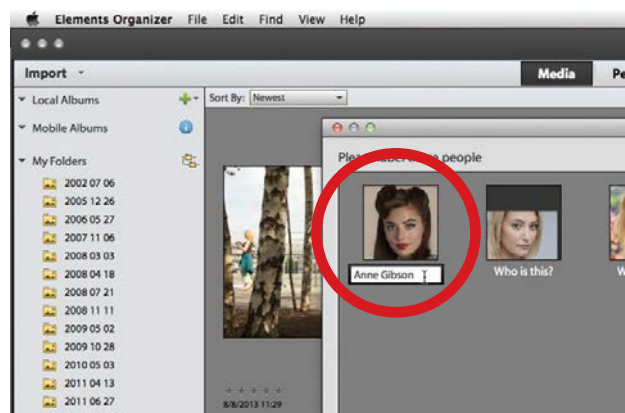 Elements Organizer File Edit Find View Help
Import
Media
Local Albums
Sort By: Newest
Mobile Albums
My Folders
people
2002 07 06
2005 12 26
2006 05 27
2007 11 06
2008 03 03
2008 04 18
2008 07 21
2008 11 11
2009 05 02
2009 10 28
2010 05 03
2011 04 13
2011 06 27
Anne Gibson
Who is this?
8/8/2013 11:29